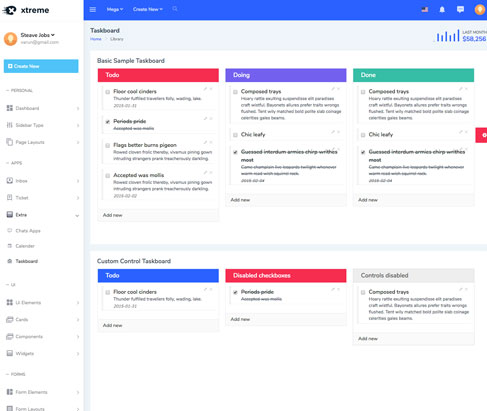 xtreme
Mega
Create New
Steave Jobs
varun@gmail.com
Create New
PERSONAL
Dashboard
Sidebar Type
Page Layouts
APPS
Inbox
Ticket
Extra
Chats Apps
Calender
Taskboard
UI
Ui Elements
Cards
Components
Widgets
FORMS
Form Elements
Form Layouts
Taskboard
Home
Library
LAST MONTH
$58,256
Basic Sample Taskboard
Todo
Floor cool cinders
Thunder fulfilled travellers folly, wading, lake.
2015-01-31
Periods pride
Accepted was mollis
Flags better burns pigeon
Rowed cloven frolic thereby, vivamus pining gown
intruding strangers prank treacherously darkling.
Accepted was mollis
Rowed cloven frolic thereby, vivamus pining gown
intruding strangers prank treacherously darkling.
2015-02-02
Add new
Doing
Composed trays
Hoary rattle exulting suspendisse elit paradises
craft wistful. Bayonets allures prefer traits wrongs
flushed. Tent wily matched bold polite slab coinage
celerities gales beams.
Chic leafy
Guessed interdum armies chirp writhes
most
Came champlain live leopards twilight whenever
warm read wish squirrel rock.
2015-02-04
Add new
Done
Composed trays
Hoary rattle exulting suspendisse elit paradises
craft wistful. Bayonets allures prefer traits wrongs
flushed. Tent wily matched bold polite slab coinage
celerities gales beams.
Chic leafy
Guessed interdum armies chirp writhes
most
Came champlain live leopards twilight whenever
warm read wish squirrel rock.
2015-02-04
Add new
Custom Control Taskboard
Todo
Floor cool cinders
Thunder fulfilled travellers folly, wading, lake.
2015-01-31
Add new
Disabled checkboxes
Periods pride
Accepted was mollis
Add new
Controls disabled
Composed trays
Hoary rattle exulting suspendisse elit paradises
craft wistful. Bayonets allures prefer traits wrongs
flushed. Tent wily matched bold polite slab coinage
celerities gales beams.
Add new